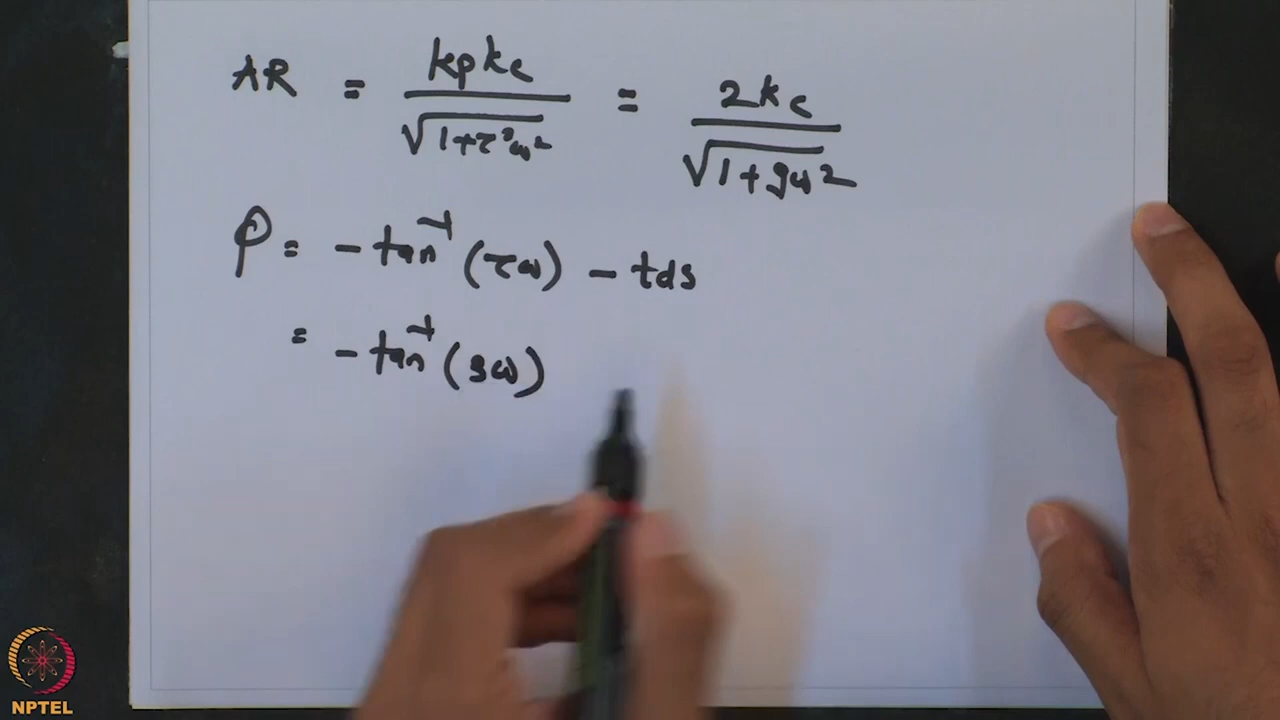 AR = kpkc / √1+τ²ω² = 2kc / √1+9ω²
φ = -tan⁻¹(τω) - tds
= -tan⁻¹(3ω)
NPTEL